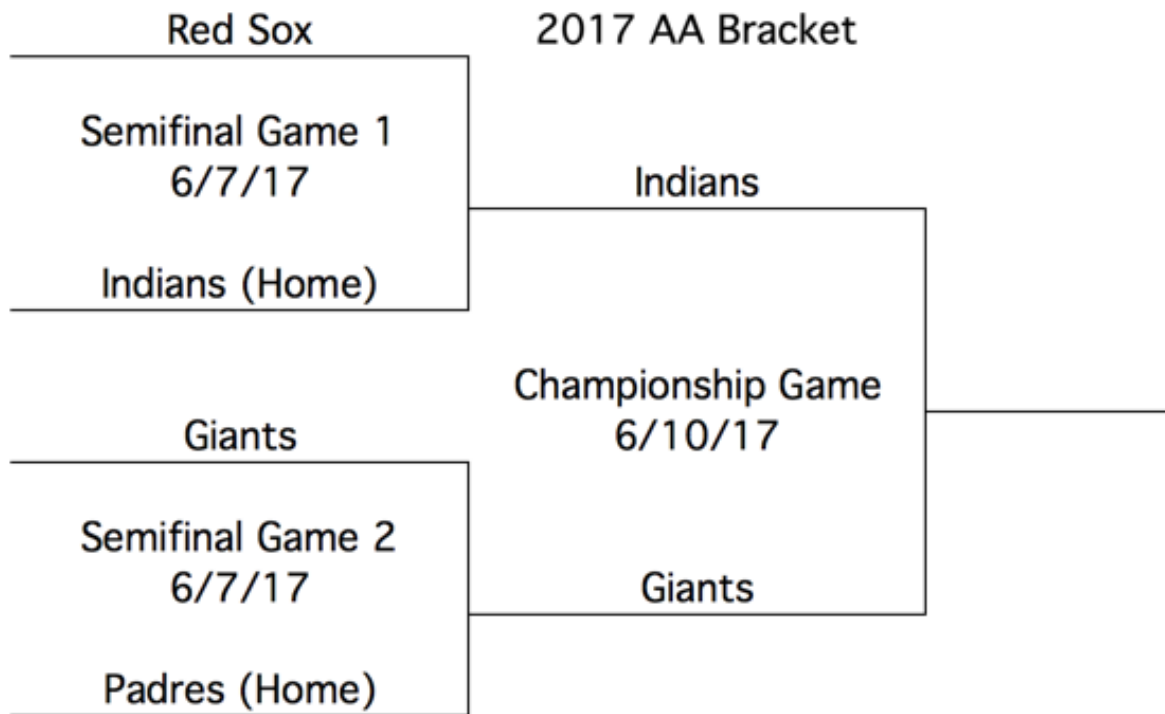 Red Sox
2017 AA Bracket
Semifinal Game 1
6/7/17
Indians
Indians (Home)
Championship Game
6/10/17
Giants
Semifinal Game 2
6/7/17
Giants
Padres (Home)